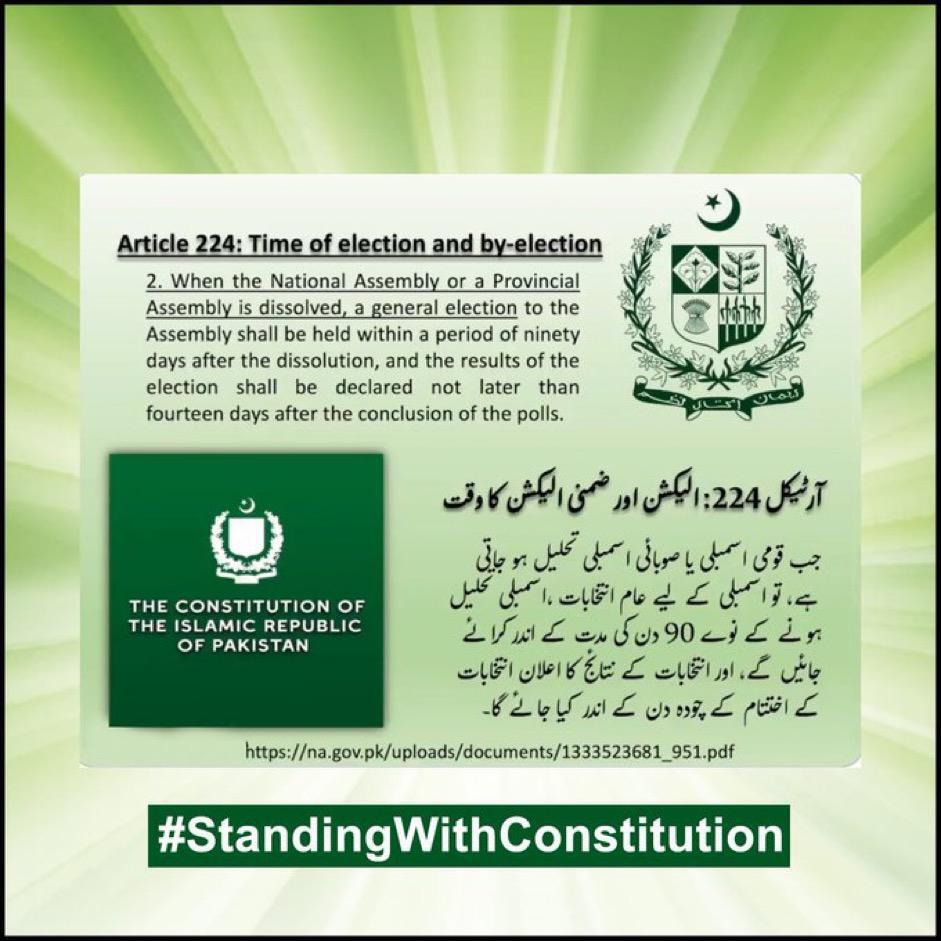 Article 224: Time of election and by-election
2. When the National Assembly or a Provincial
Assembly is dissolved, a general election to the
Assembly shall be held within a period of ninety
days after the dissolution, and the results of the
election shall be declared not later than
fourteen days after the conclusion of the polls.
THE CONSTITUTION OF
THE ISLAMIC REPUBLIC
OF PAKISTAN
آرٹیکل 224: الیکشن اور ضمنی الیکشن کا وقت
جب قومی اسمبلی یا صوبائی اسمبلی تحلیل ہو جاتی
ہے، تو اسمبلی کے لیے عام انتخابات ،اسمبلی تحلیل
ہونے کے نوے 90 دن کی مدت کے اندر کرائے
جائیں گے، اور انتخابات کے نتائج کا اعلان انتخابات
کے اختتام کے چودہ دن کے اندر کیا جائے گا۔
https://na.gov.pk/uploads/documents/1333523681_951.pdf
#StandingWithConstitution